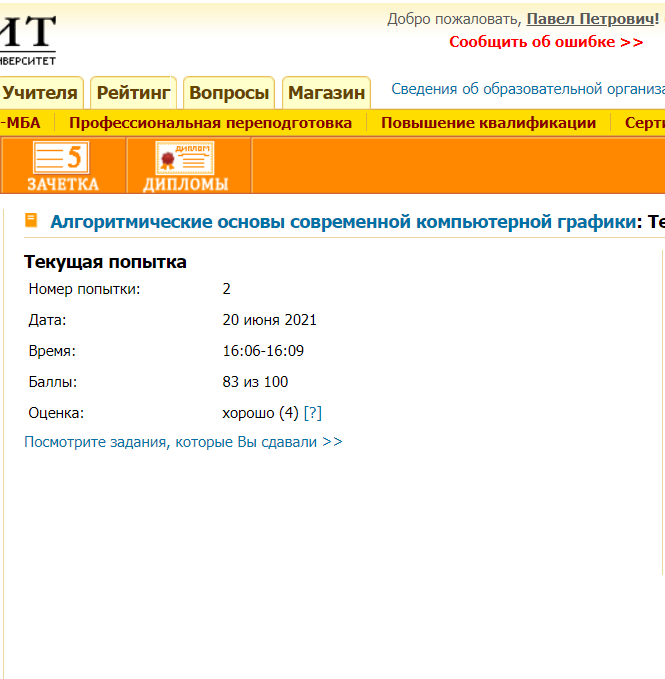 Добро пожаловать, Павел Петрович!
ИТ
Сообщить об ошибке >>
ИВЕРСИТЕТ
Учителя Рейтинг Вопросы Магазин Сведения об образовательной организа
-МБА Профессиональная переподготовка Повышение квалификации Серти
5 ДИПЛОМ
ЗАЧЕТКА ДИПЛОМЫ
Алгоритмические основы современной компьютерной графики: Те
Текущая попытка
Номер попытки: 2
Дата: 20 июня 2021
Время: 16:06-16:09
Баллы: 83 из 100
Оценка: хорошо (4) [?]
Посмотрите задания, которые Вы сдавали >>